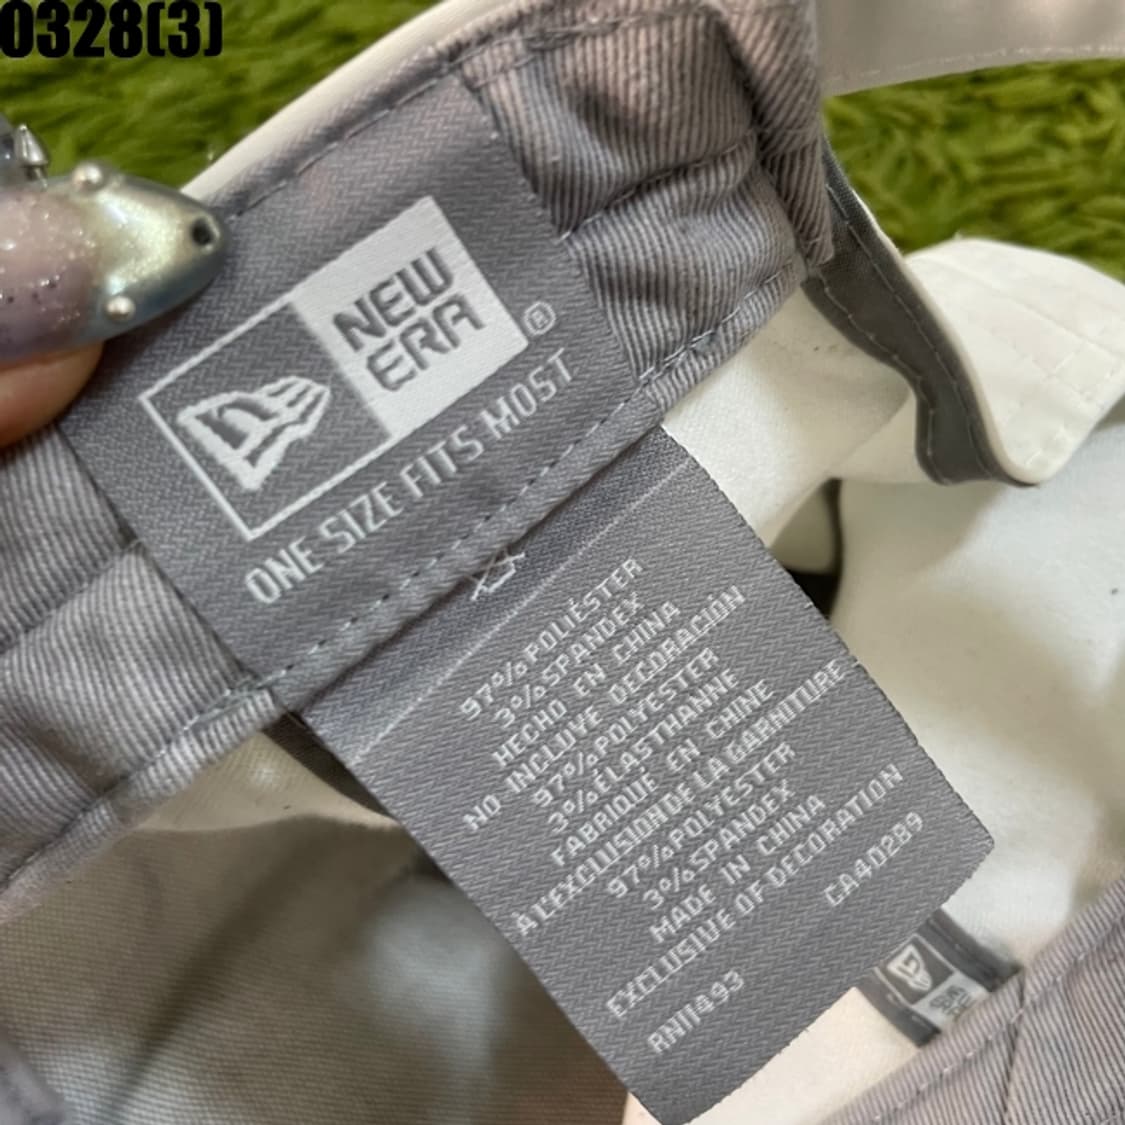 0328(3)
NEW
ERA
®
ONE SIZE FITS MOST
97%POLIÉSTER
3%SPANDEX
HECHO EN CHINA
NO INCLUYE DECORACIÓN
97%POLYESTER
3%ÉLASTHANNE
FABRIQUÉ EN CHINE
À L'EXCLUSION DE LA GARNITURE
97%POLYESTER
3%SPANDEX
MADE IN CHINA
EXCLUSIVE OF DECORATION
CA40289
RN11493